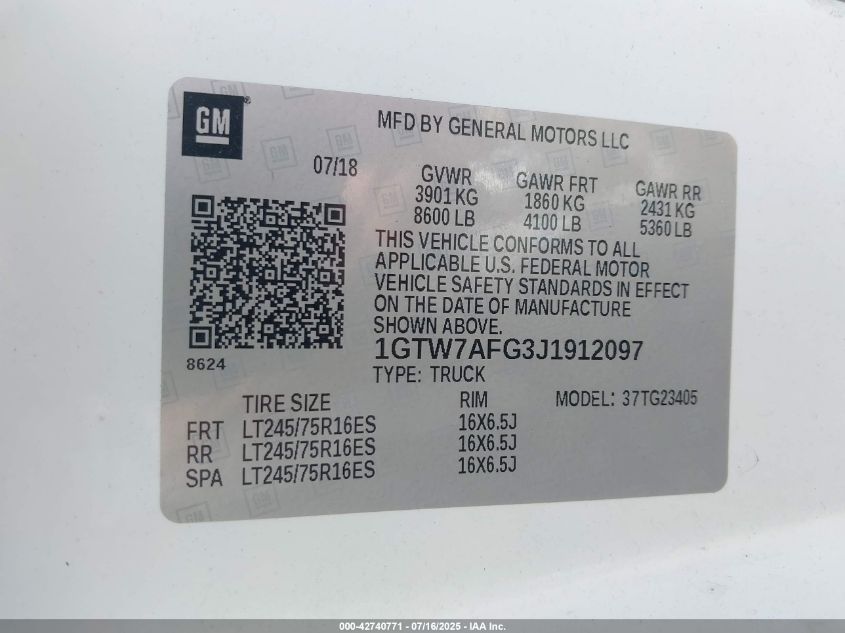 GM
®
MFD BY GENERAL MOTORS LLC
07/18
GVWR
3901 KG
8600 LB
GAWR FRT
1860 KG
4100 LB
GAWR RR
2431 KG
5360 LB
THIS VEHICLE CONFORMS TO ALL
APPLICABLE U.S. FEDERAL MOTOR
VEHICLE SAFETY STANDARDS IN EFFECT
ON THE DATE OF MANUFACTURE
SHOWN ABOVE.
8624
1GTW7AFG3J1912097
TYPE: TRUCK
TIRE SIZE RIM MODEL: 37TG23405
FRT LT245/75R16ES 16X6.5J
RR LT245/75R16ES 16X6.5J
SPA LT245/75R16ES 16X6.5J
000-42740771 - 07/16/2025 - IAA Inc.